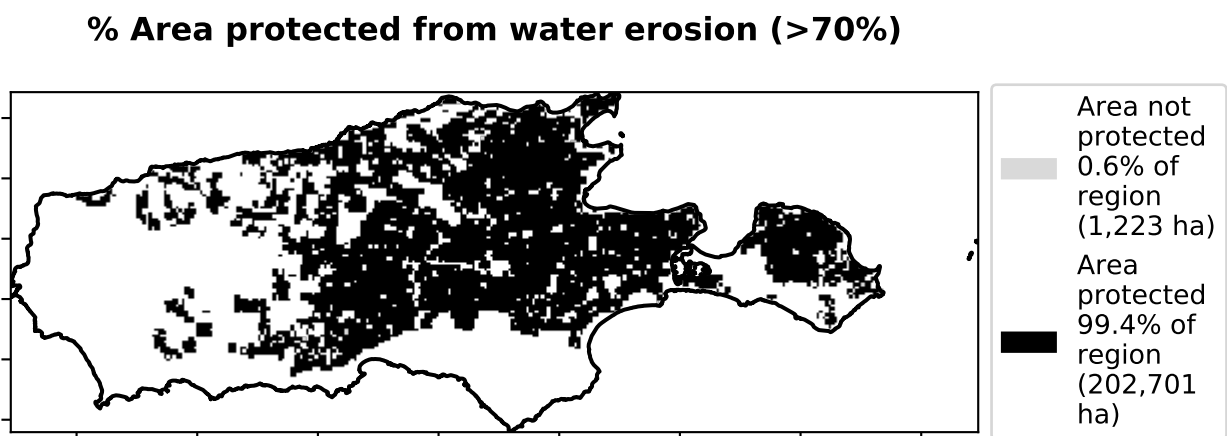 % Area protected from water erosion (>70%)
Area not
protected
0.6% of
region
(1,223 ha)
Area
protected
99.4% of
region
(202,701
ha)